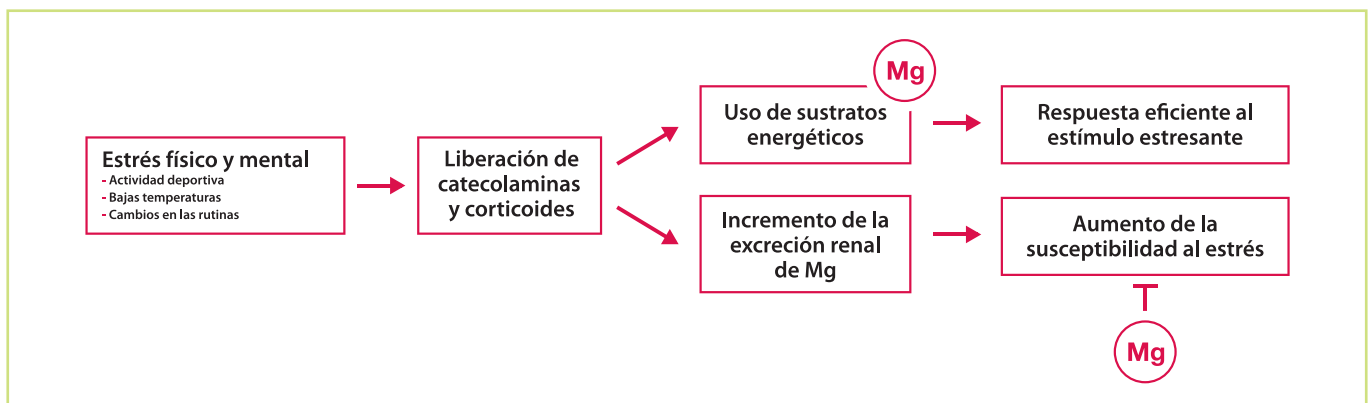 Estrés físico y mental
- Actividad deportiva
- Bajas temperaturas
- Cambios en las rutinas
Liberación de
catecolaminas
y corticoides
Mg
Uso de sustratos
energéticos
Respuesta eficiente al
estímulo estresante
Incremento de la
excreción renal
de Mg
Aumento de la
susceptibilidad al estrés
Mg